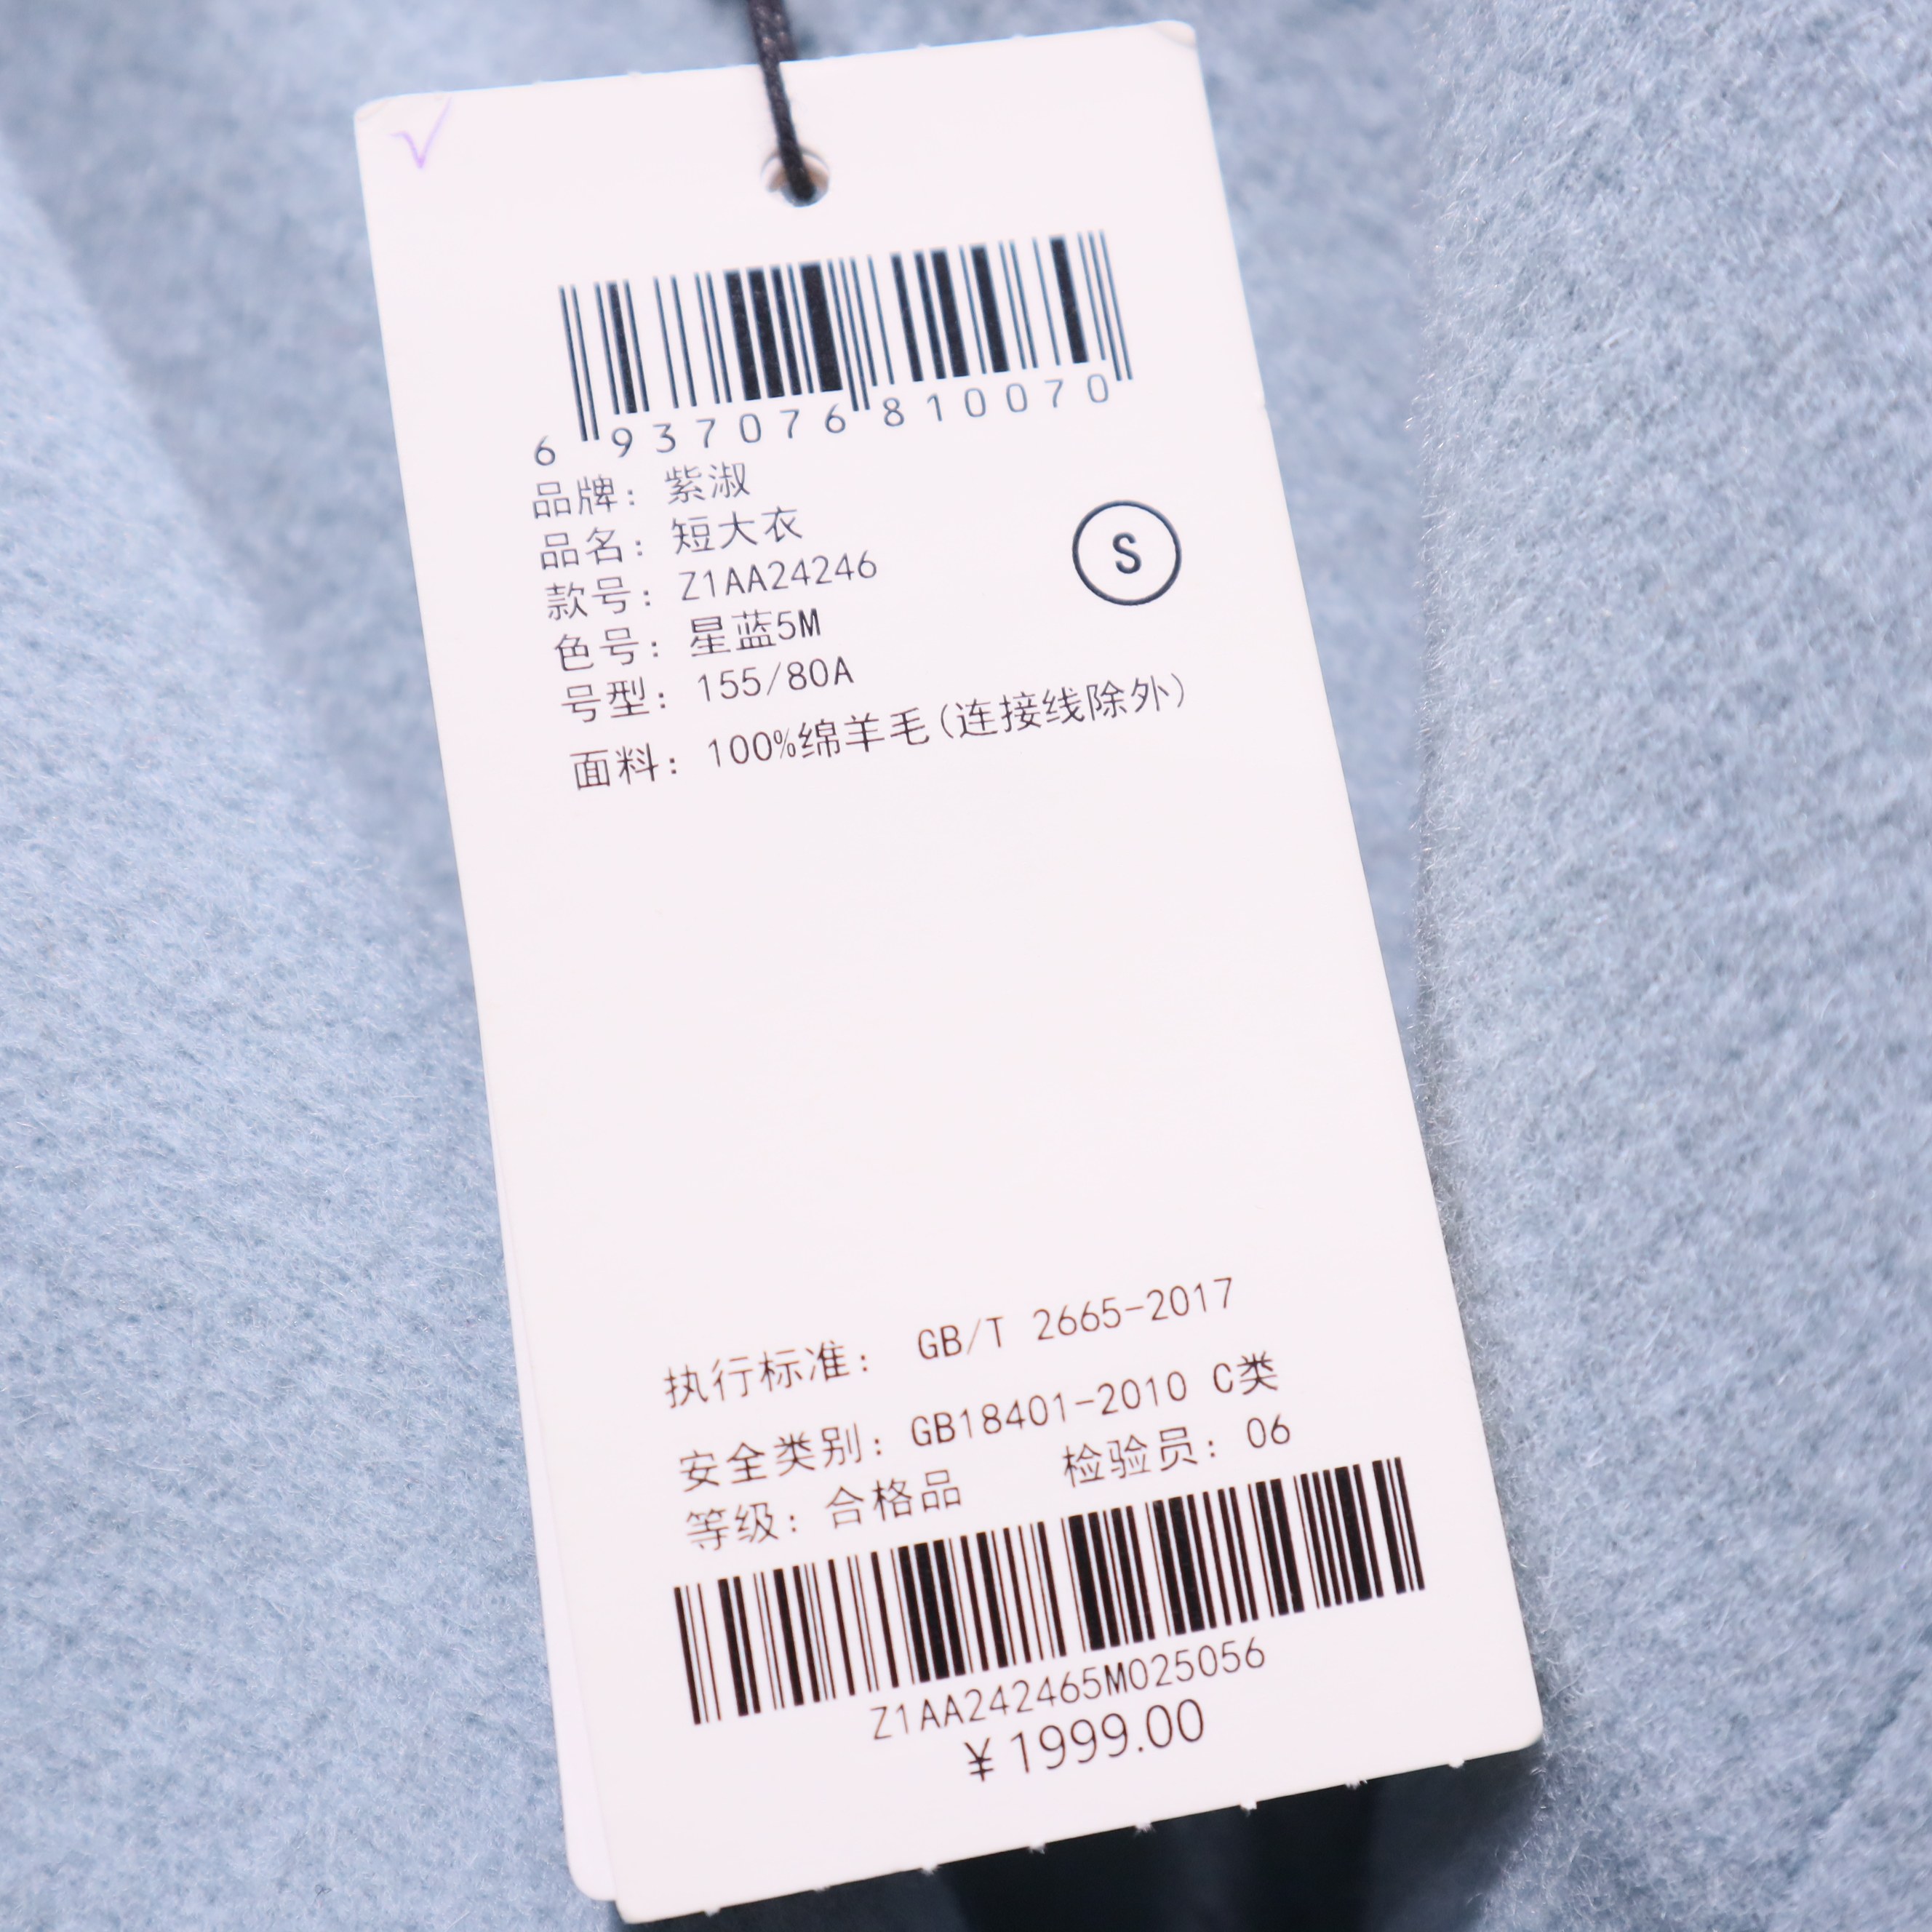 6 937076 810070
品牌: 紫淑
品名: 短大衣
款号: Z1AA24246
S
色号: 星蓝5M
号型: 155/80A
面料: 100%绵羊毛(连接线除外)
执行标准: GB/T 2665-2017
安全类别: GB18401-2010 C类
等级: 合格品 检验员: 06
Z1AA242465M025056
¥1999.00